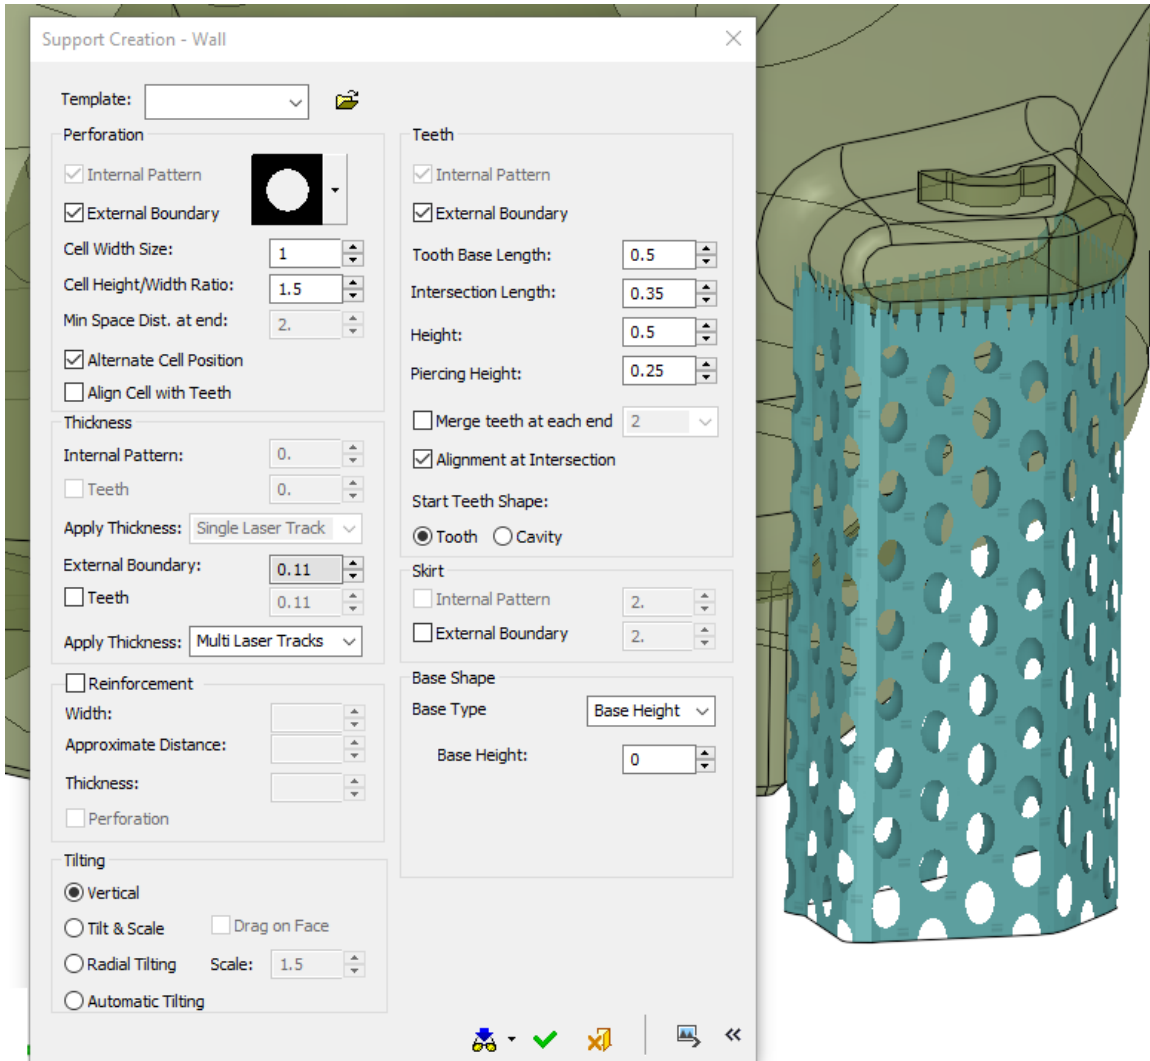 Support Creation - Wall
Template:
Perforation
Internal Pattern
External Boundary
Cell Width Size: 1
Cell Height/Width Ratio: 1.5
Min Space Dist. at end: 2.
Alternate Cell Position
Align Cell with Teeth
Thickness
Internal Pattern: 0.
Teeth 0.
Apply Thickness: Single Laser Track
External Boundary: 0.11
Teeth 0.11
Apply Thickness: Multi Laser Tracks
Reinforcement
Width:
Approximate Distance:
Thickness:
Perforation
Tilting
Vertical
Tilt & Scale Drag on Face
Radial Tilting Scale: 1.5
Automatic Tilting
Teeth
Internal Pattern
External Boundary
Tooth Base Length: 0.5
Intersection Length: 0.35
Height: 0.5
Piercing Height: 0.25
Merge teeth at each end 2
Alignment at Intersection
Start Teeth Shape:
Tooth Cavity
Skirt
Internal Pattern 2.
External Boundary 2.
Base Shape
Base Type Base Height
Base Height: 0